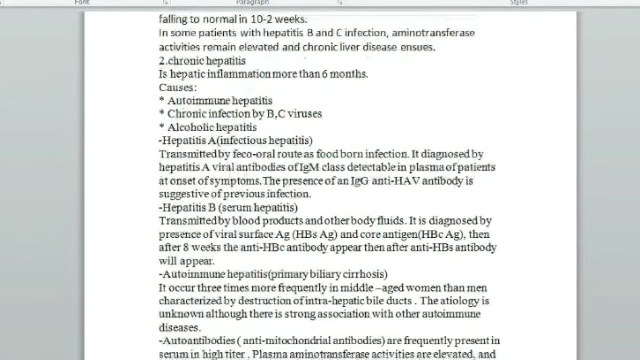 Font
Paragraph
Styles
falling to normal in 10-2 weeks.
In some patients with hepatitis B and C infection, aminotransferase
activities remain elevated and chronic liver disease ensues.
2.chronic hepatitis
Is hepatic inflammation more than 6 months.
Causes:
* Autoimmune hepatitis
* Chronic infection by B,C viruses
* Alcoholic hepatitis
-Hepatitis A(infectious hepatitis)
Transmitted by feco-oral route as food born infection. It diagnosed by
hepatitis A viral antibodies of IgM class detectable in plasma of patients
at onset of symptoms.The presence of an IgG anti-HAV antibody is
suggestive of previous infection.
-Hepatitis B (serum hepatitis)
Transmitted by blood products and other body fluids. It is diagnosed by
presence of viral surface Ag (HBs Ag) and core antigen(HBc Ag), then
after 8 weeks the anti-HBc antibody appear then after anti-HBs antibody
will appear.
-Autoimmune hepatitis(primary biliary cirrhosis)
It occur three times more frequently in middle –aged women than men
characterized by destruction of intra-hepatic bile ducts . The atiology is
unknown although there is strong association with other autoimmune
diseases.
-Autoantibodies ( anti-mitochondrial antibodies) are frequently present in
serum in high titer . Plasma aminotransferase activities are elevated, and